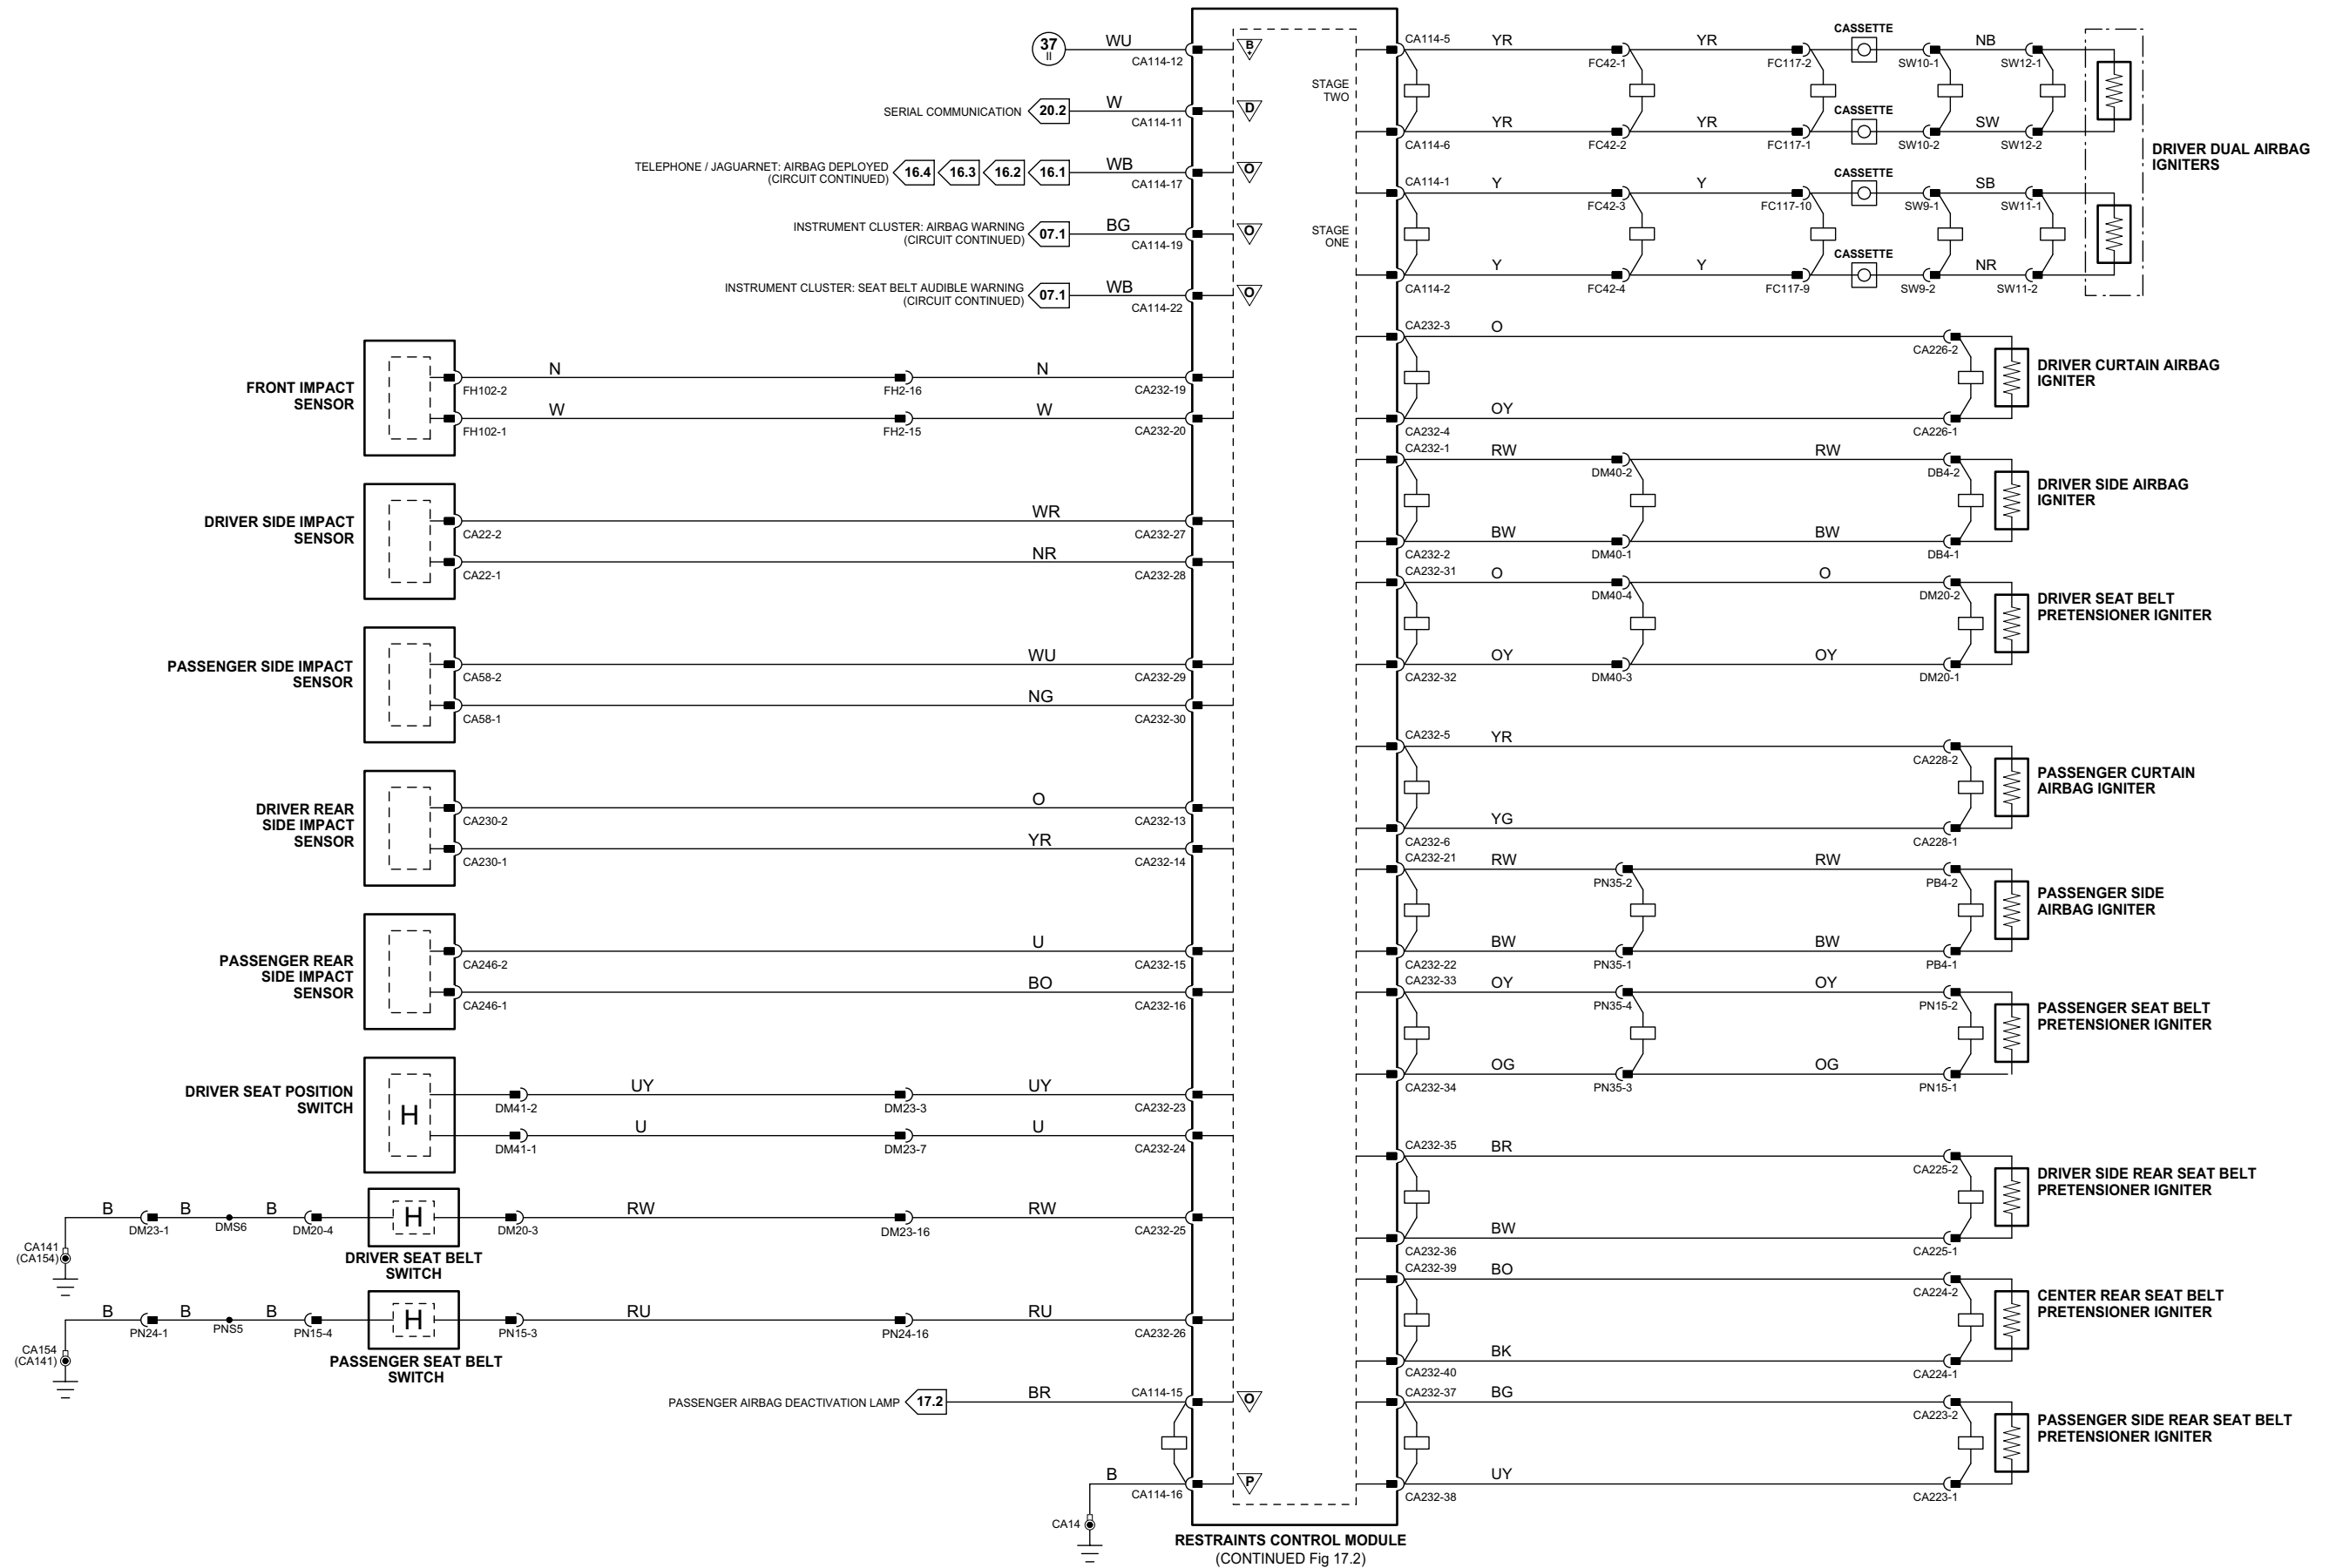 37
II
WU
CA114-12
B
+
SERIAL COMMUNICATION
20.2
W
CA114-11
D
TELEPHONE / JAGUARNET: AIRBAG DEPLOYED
(CIRCUIT CONTINUED)
16.4
16.3
16.2
16.1
WB
CA114-17
O
INSTRUMENT CLUSTER: AIRBAG WARNING
(CIRCUIT CONTINUED)
07.1
BG
CA114-19
O
INSTRUMENT CLUSTER: SEAT BELT AUDIBLE WARNING
(CIRCUIT CONTINUED)
07.1
WB
CA114-22
O
FRONT IMPACT
SENSOR
FH102-2
N
FH2-16
N
CA232-19
FH102-1
W
FH2-15
W
CA232-20
DRIVER SIDE IMPACT
SENSOR
CA22-2
WR
CA232-27
CA22-1
NR
CA232-28
PASSENGER SIDE IMPACT
SENSOR
CA58-2
WU
CA232-29
CA58-1
NG
CA232-30
DRIVER REAR
SIDE IMPACT
SENSOR
CA230-2
O
CA232-13
CA230-1
YR
CA232-14
PASSENGER REAR
SIDE IMPACT
SENSOR
CA246-2
U
CA232-15
CA246-1
BO
CA232-16
DRIVER SEAT POSITION
SWITCH
H
DM41-2
UY
DM23-3
UY
CA232-23
DM41-1
U
DM23-7
U
CA232-24
CA141
(CA154)
B
DM23-1
B
DMS6
B
DM20-4
H
DRIVER SEAT BELT
SWITCH
DM20-3
RW
DM23-16
RW
CA232-25
CA154
(CA141)
B
PN24-1
B
PNS5
B
PN15-4
H
PASSENGER SEAT BELT
SWITCH
PN15-3
RU
PN24-16
RU
CA232-26
PASSENGER AIRBAG DEACTIVATION LAMP
17.2
BR
CA114-15
O
CA14
B
CA114-16
P
RESTRAINTS CONTROL MODULE
(CONTINUED Fig 17.2)
STAGE
TWO
CA114-5
YR
FC42-1
YR
FC117-2
CASSETTE
SW10-1
NB
SW12-1
CA114-6
YR
FC42-2
YR
FC117-1
CASSETTE
SW10-2
SW
SW12-2
DRIVER DUAL AIRBAG
IGNITERS
STAGE
ONE
CA114-1
Y
FC42-3
Y
FC117-10
CASSETTE
SW9-1
SB
SW11-1
CA114-2
Y
FC42-4
Y
FC117-9
CASSETTE
SW9-2
NR
SW11-2
CA232-3
O
CA226-2
DRIVER CURTAIN AIRBAG
IGNITER
CA232-4
OY
CA226-1
CA232-1
RW
DM40-2
RW
DB4-2
DRIVER SIDE AIRBAG
IGNITER
CA232-2
BW
DM40-1
BW
DB4-1
CA232-31
O
DM40-4
O
DM20-2
DRIVER SEAT BELT
PRETENSIONER IGNITER
CA232-32
OY
DM40-3
OY
DM20-1
CA232-5
YR
CA228-2
PASSENGER CURTAIN
AIRBAG IGNITER
CA232-6
YG
CA228-1
CA232-21
RW
PN35-2
RW
PB4-2
PASSENGER SIDE
AIRBAG IGNITER
CA232-22
BW
PN35-1
BW
PB4-1
CA232-33
OY
PN35-4
OY
PN15-2
PASSENGER SEAT BELT
PRETENSIONER IGNITER
CA232-34
OG
PN35-3
OG
PN15-1
CA232-35
BR
CA225-2
DRIVER SIDE REAR SEAT BELT
PRETENSIONER IGNITER
CA232-36
BW
CA225-1
CA232-39
BO
CA224-2
CENTER REAR SEAT BELT
PRETENSIONER IGNITER
CA232-40
BK
CA224-1
CA232-37
BG
CA223-2
PASSENGER SIDE REAR SEAT BELT
PRETENSIONER IGNITER
CA232-38
UY
CA223-1